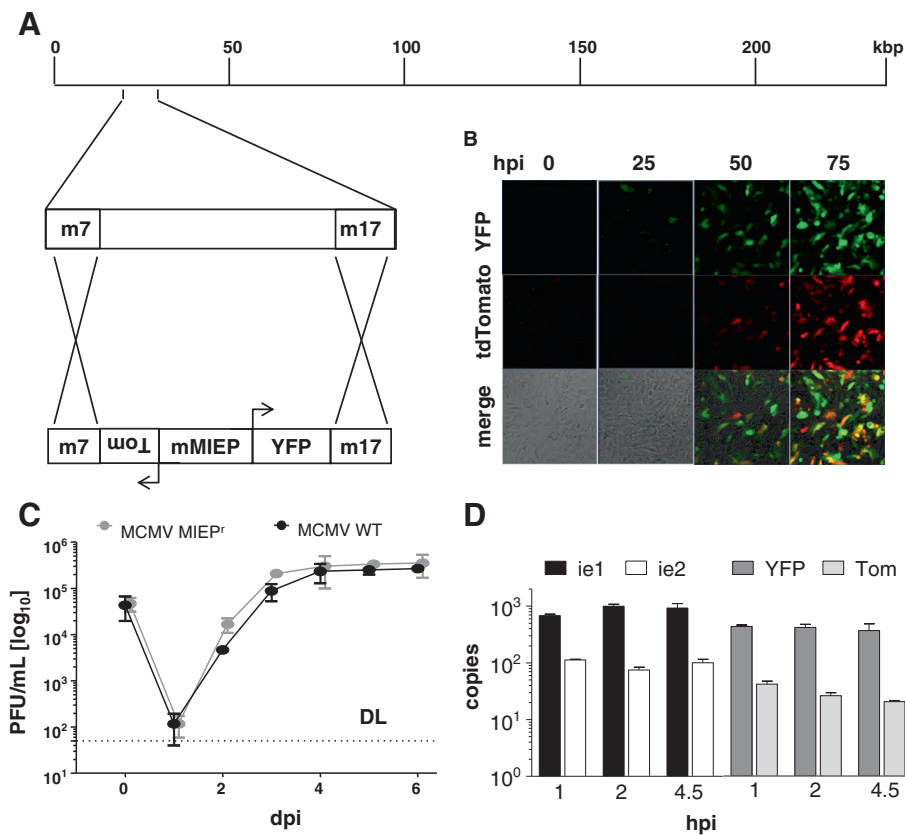 A
0 50 100 150 200 kbp
m7 m17
m7 Tom mMIEP YFP m17
B
hpi 0 25 50 75
YFP
tdTomato
merge
C
MCMV MIEPʳ MCMV WT
PFU/mL [log₁₀]
10⁶
10⁵
10⁴
10³
10²
10¹
DL
0 2 4 6
dpi
D
ie1 ie2 YFP Tom
copies
10³
10²
10¹
10⁰
1 2 4.5 1 2 4.5
hpi